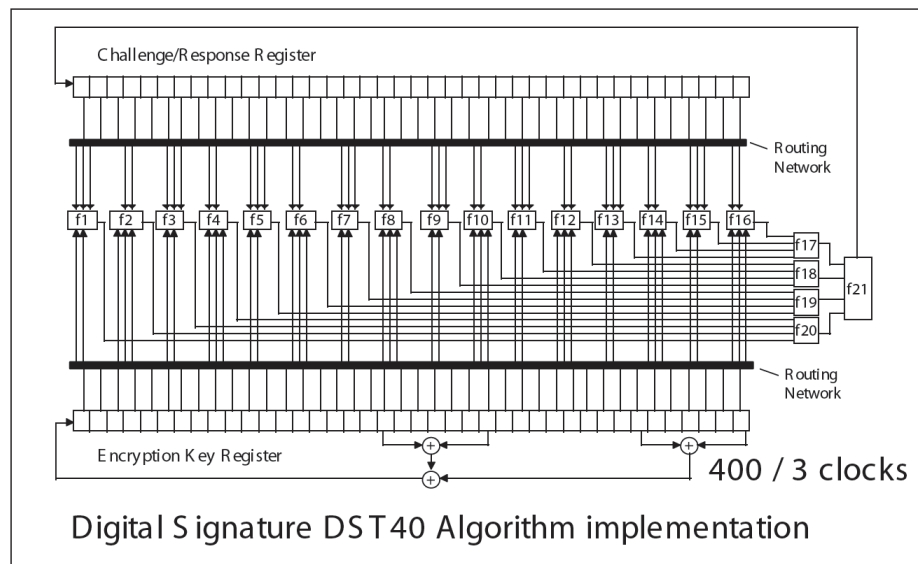 Challenge/Response Register
Routing
Network
f1 f2 f3 f4 f5 f6 f7 f8 f9 f10 f11 f12 f13 f14 f15 f16
f17
f18
f21
f19
f20
Routing
Network
Encryption Key Register
400 / 3 clocks
Digital Signature DST40 Algorithm implementation